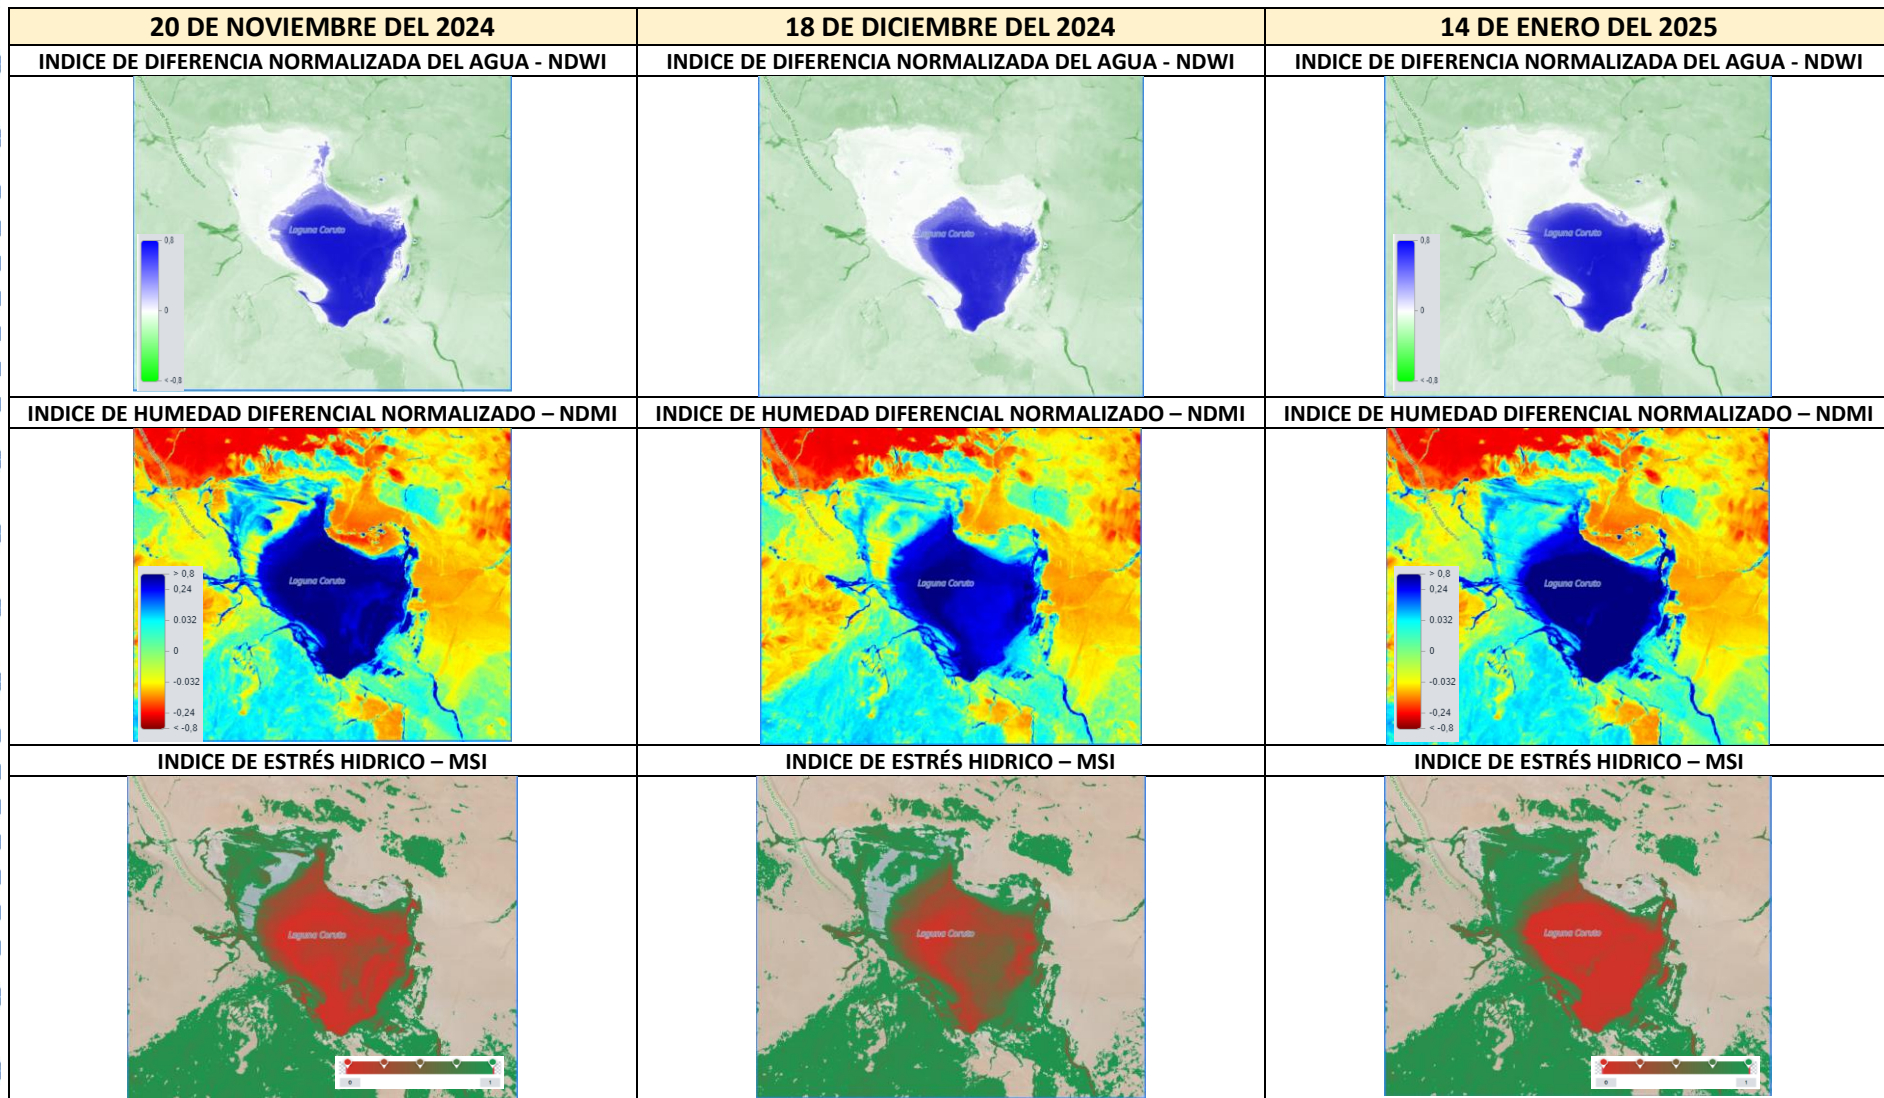 20 DE NOVIEMBRE DEL 2024
18 DE DICIEMBRE DEL 2024
14 DE ENERO DEL 2025
INDICE DE DIFERENCIA NORMALIZADA DEL AGUA - NDWI
INDICE DE DIFERENCIA NORMALIZADA DEL AGUA - NDWI
INDICE DE DIFERENCIA NORMALIZADA DEL AGUA - NDWI
Laguna Coruto
0,8
0
< -0.8
Laguna Coruto
Laguna Coruto
0,8
0
< -0,8
INDICE DE HUMEDAD DIFERENCIAL NORMALIZADO – NDMI
INDICE DE HUMEDAD DIFERENCIAL NORMALIZADO – NDMI
INDICE DE HUMEDAD DIFERENCIAL NORMALIZADO – NDMI
Laguna Coruto
> 0,8
0,24
0.032
0
-0.032
-0,24
< -0,8
Laguna Coruto
Laguna Coruto
> 0,8
0,24
0.032
0
-0.032
-0,24
< -0,8
INDICE DE ESTRÉS HIDRICO – MSI
INDICE DE ESTRÉS HIDRICO – MSI
INDICE DE ESTRÉS HIDRICO – MSI
Laguna Coruto
0
1
Laguna Coruto
Laguna Coruto
0
1